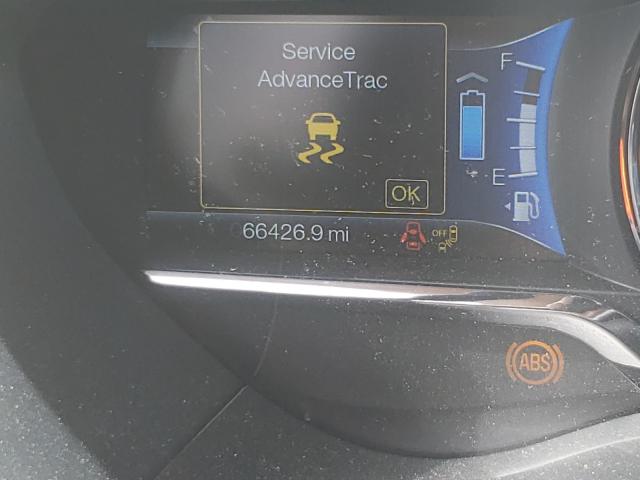 Service
AdvanceTrac
F
E
OK
66426.9 mi
OFF
ABS